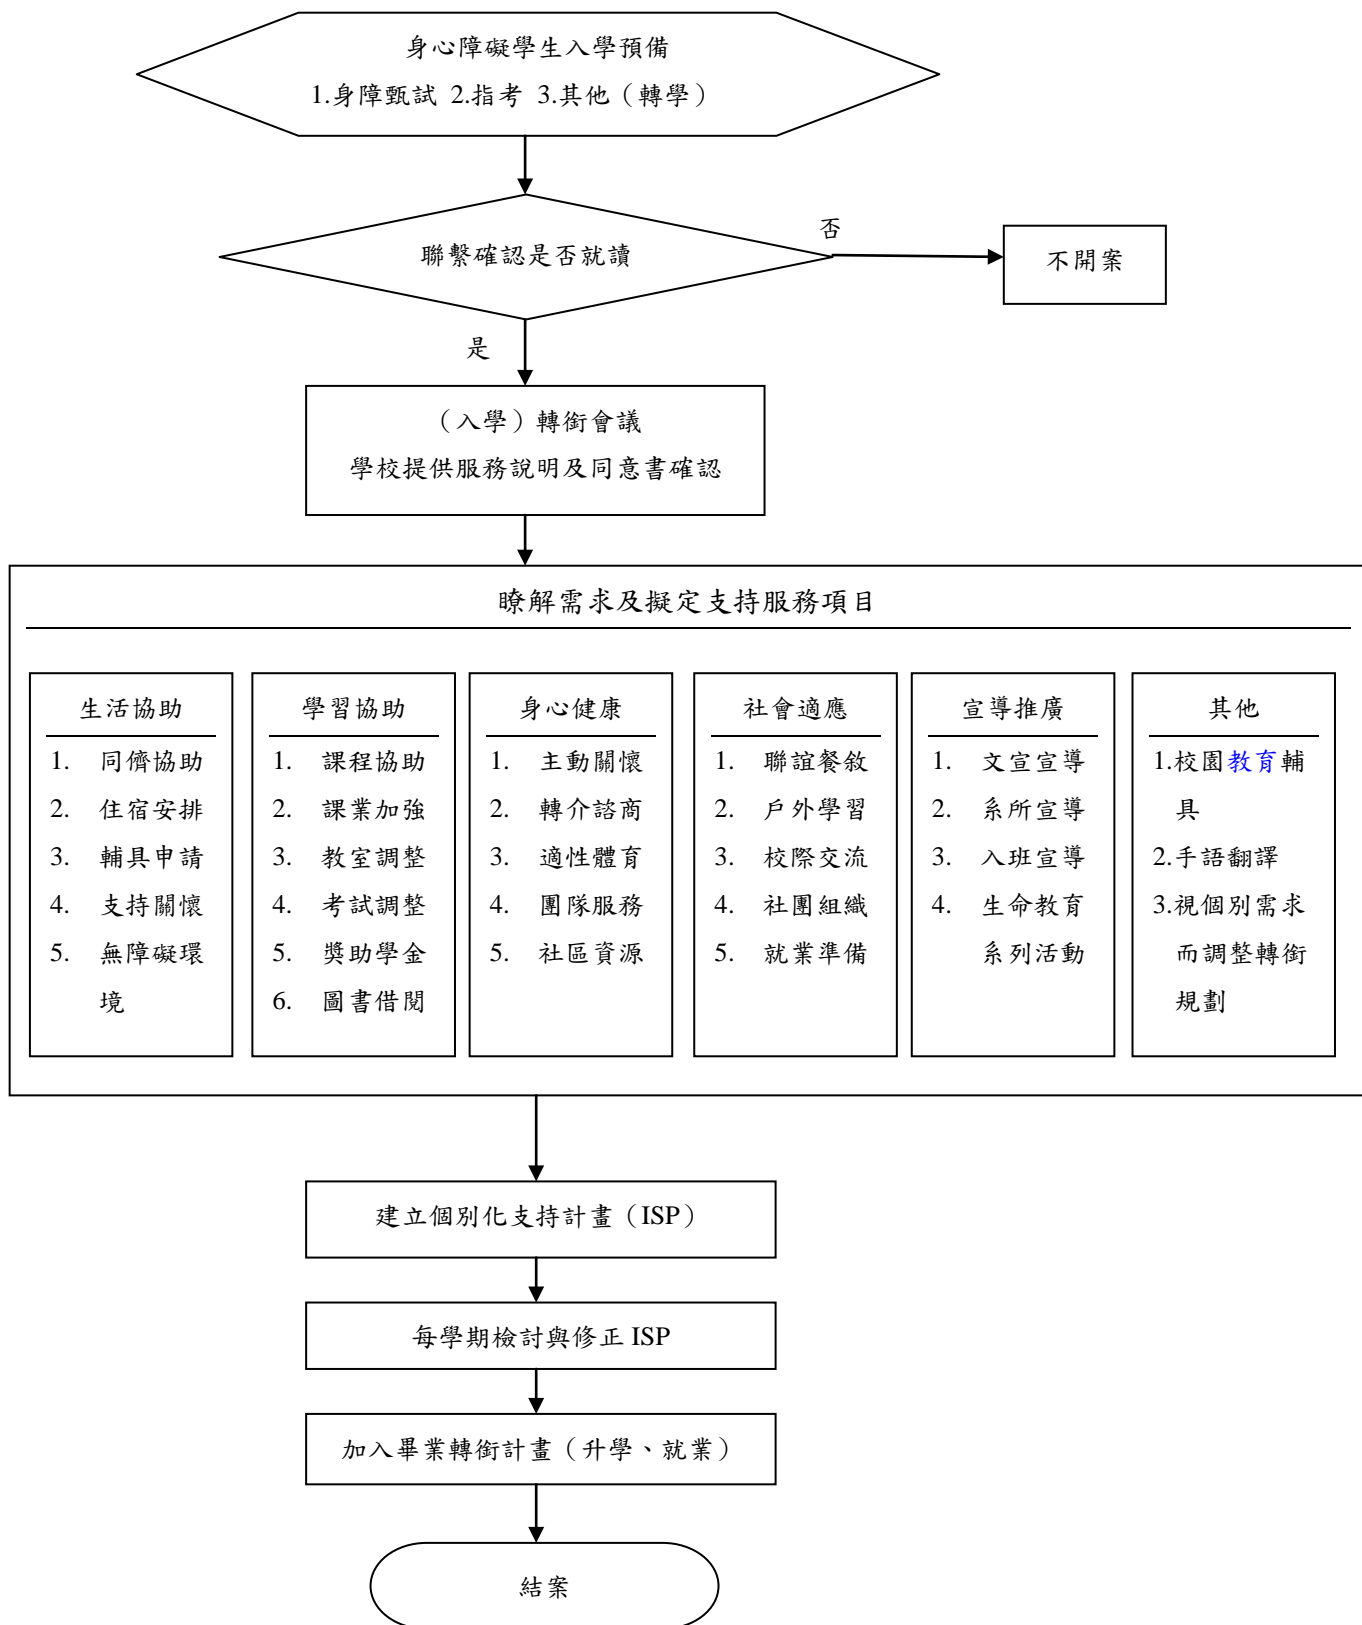 身心障礙學生入學預備
1.身障甄試 2.指考 3.其他（轉學）
聯繫確認是否就讀
否
不開案
是
（入學）轉銜會議
學校提供服務說明及同意書確認
瞭解需求及擬定支持服務項目
生活協助
1. 同儕協助
2. 住宿安排
3. 輔具申請
4. 支持關懷
5. 無障礙環
境
學習協助
1. 課程協助
2. 課業加強
3. 教室調整
4. 考試調整
5. 獎助學金
6. 圖書借閱
身心健康
1. 主動關懷
2. 轉介諮商
3. 適性體育
4. 團隊服務
5. 社區資源
社會適應
1. 聯誼餐敘
2. 戶外學習
3. 校際交流
4. 社團組織
5. 就業準備
宣導推廣
1. 文宣宣導
2. 系所宣導
3. 入班宣導
4. 生命教育
系列活動
其他
1.校園教育輔
具
2.手語翻譯
3.視個別需求
而調整轉銜
規劃
建立個別化支持計畫（ISP）
每學期檢討與修正 ISP
加入畢業轉銜計畫（升學、就業）
結案